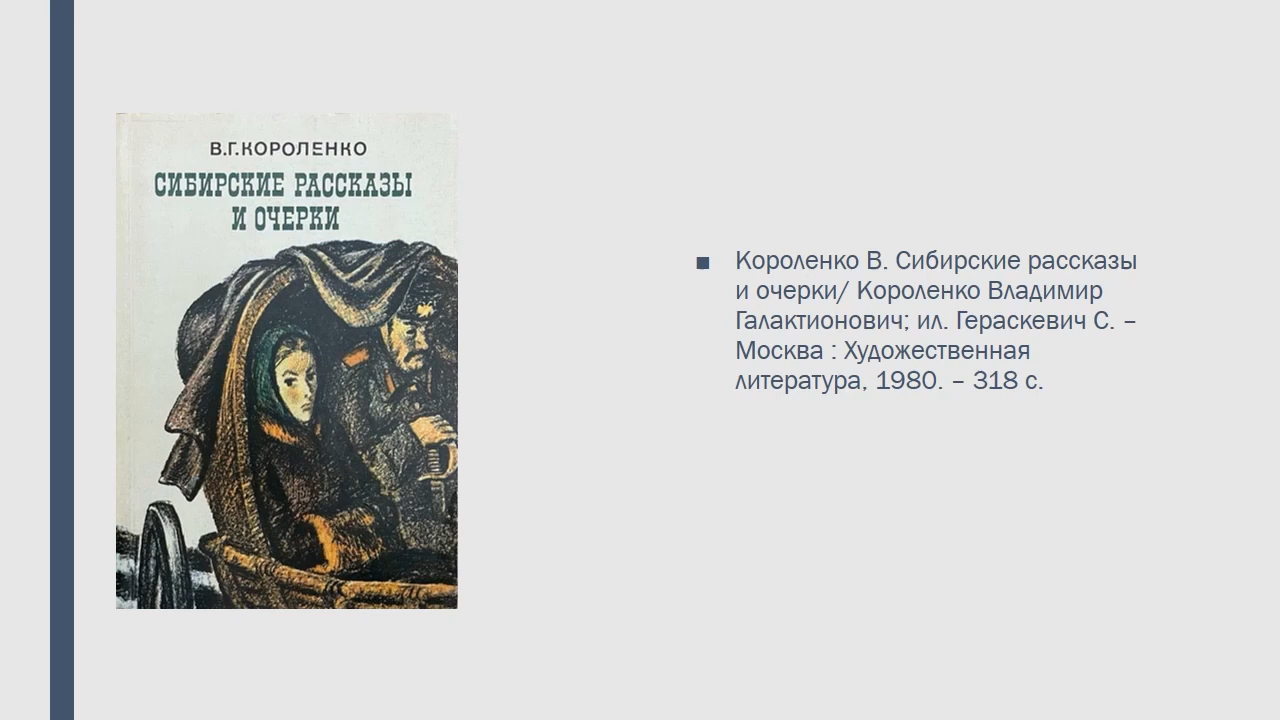 В.Г.КОРОЛЕНКО
СИБИРСКИЕ РАССКАЗЫ
И ОЧЕРКИ
Короленко В. Сибирские рассказы
и очерки/ Короленко Владимир
Галактионович; ил. Гераскевич С. –
Москва : Художественная
литература, 1980. – 318 с.